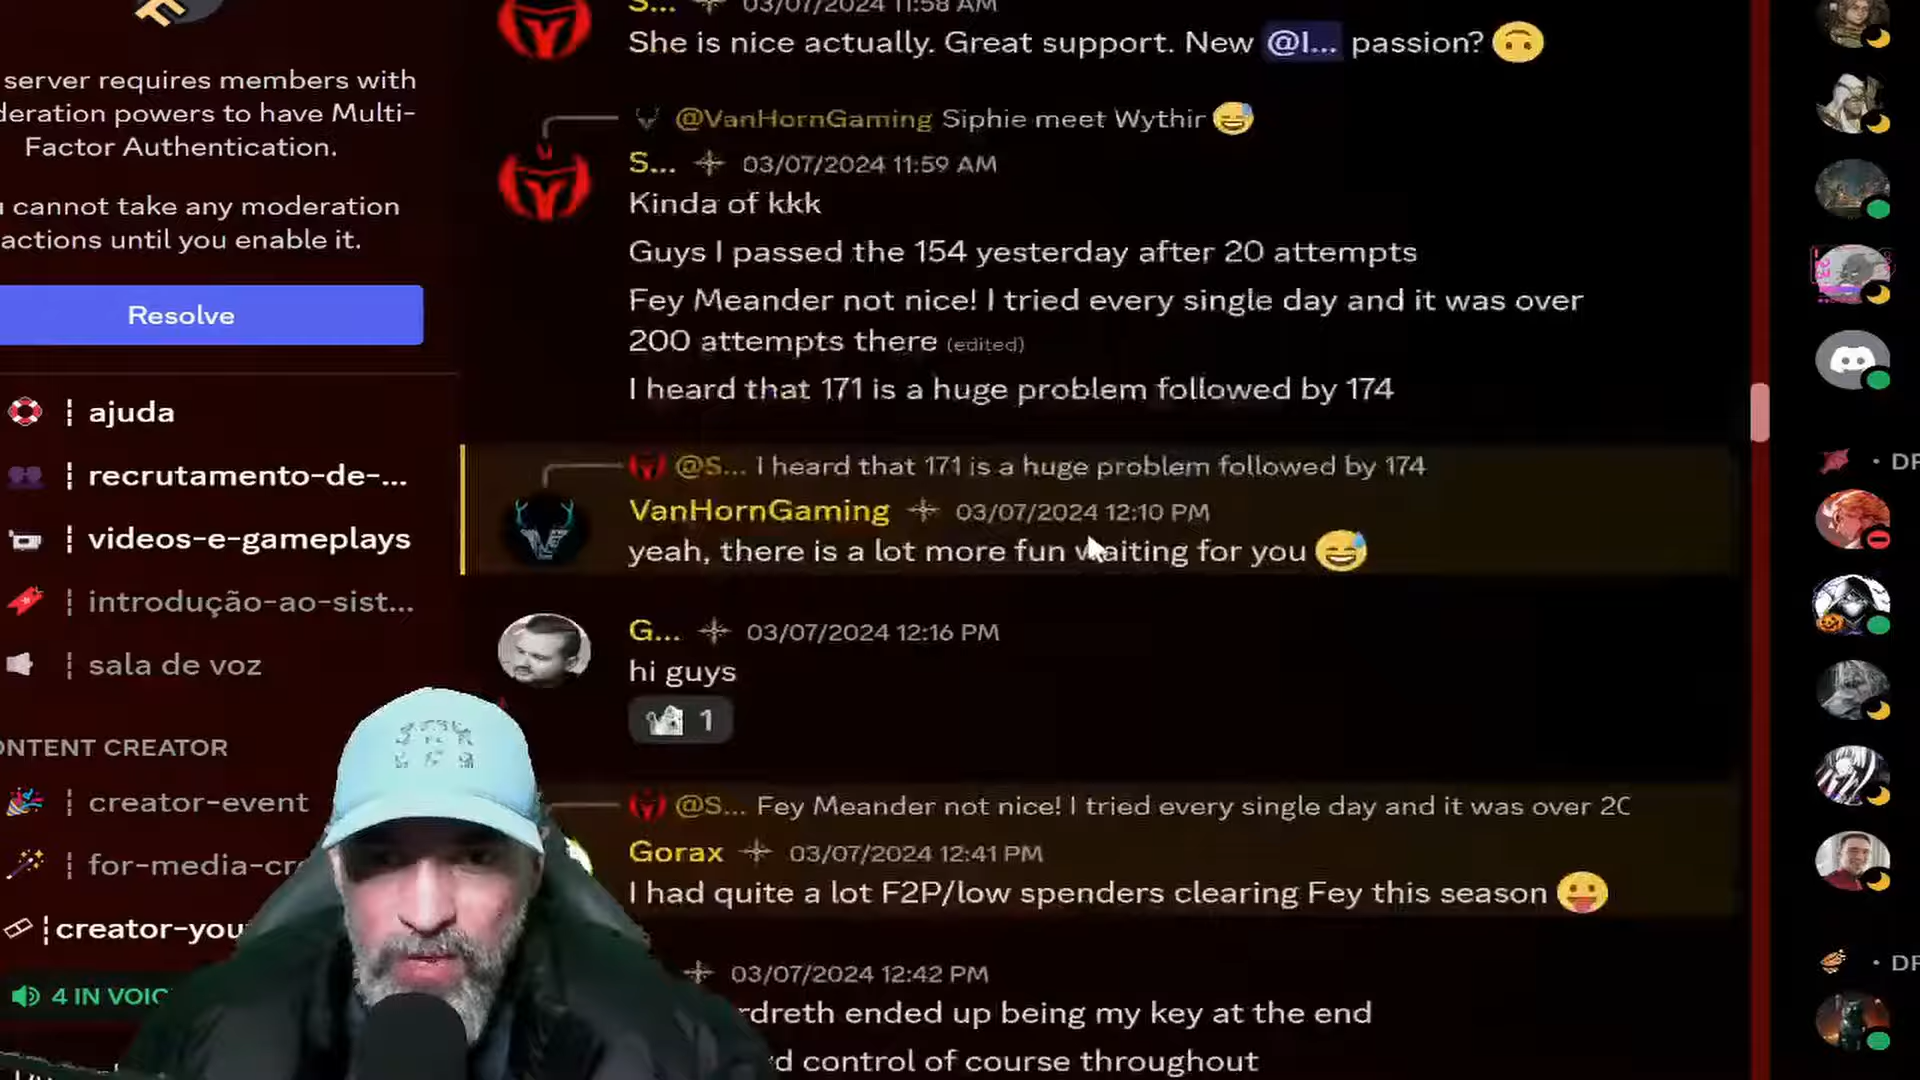 server requires members with
deration powers to have Multi-
Factor Authentication.
u cannot take any moderation
actions until you enable it.
Resolve
ajuda
recrutamento-de-...
videos-e-gameplays
introdução-ao-sist...
sala de voz
ONTENT CREATOR
creator-event
for-media-cr
creator-you
4 IN VOIC
S... 03/07/2024 11:58 AM
She is nice actually. Great support. New @I... passion? 🙃
@VanHornGaming Siphie meet Wythir 😅
S... 03/07/2024 11:59 AM
Kinda of kkk
Guys I passed the 154 yesterday after 20 attempts
Fey Meander not nice! I tried every single day and it was over
200 attempts there (edited)
I heard that 171 is a huge problem followed by 174
@S... I heard that 171 is a huge problem followed by 174
VanHornGaming 03/07/2024 12:10 PM
yeah, there is a lot more fun waiting for you 😅
G... 03/07/2024 12:16 PM
hi guys
1
@S... Fey Meander not nice! I tried every single day and it was over 20
Gorax 03/07/2024 12:41 PM
I had quite a lot F2P/low spenders clearing Fey this season 😛
03/07/2024 12:42 PM
rdreth ended up being my key at the end
d control of course throughout
DF
DF